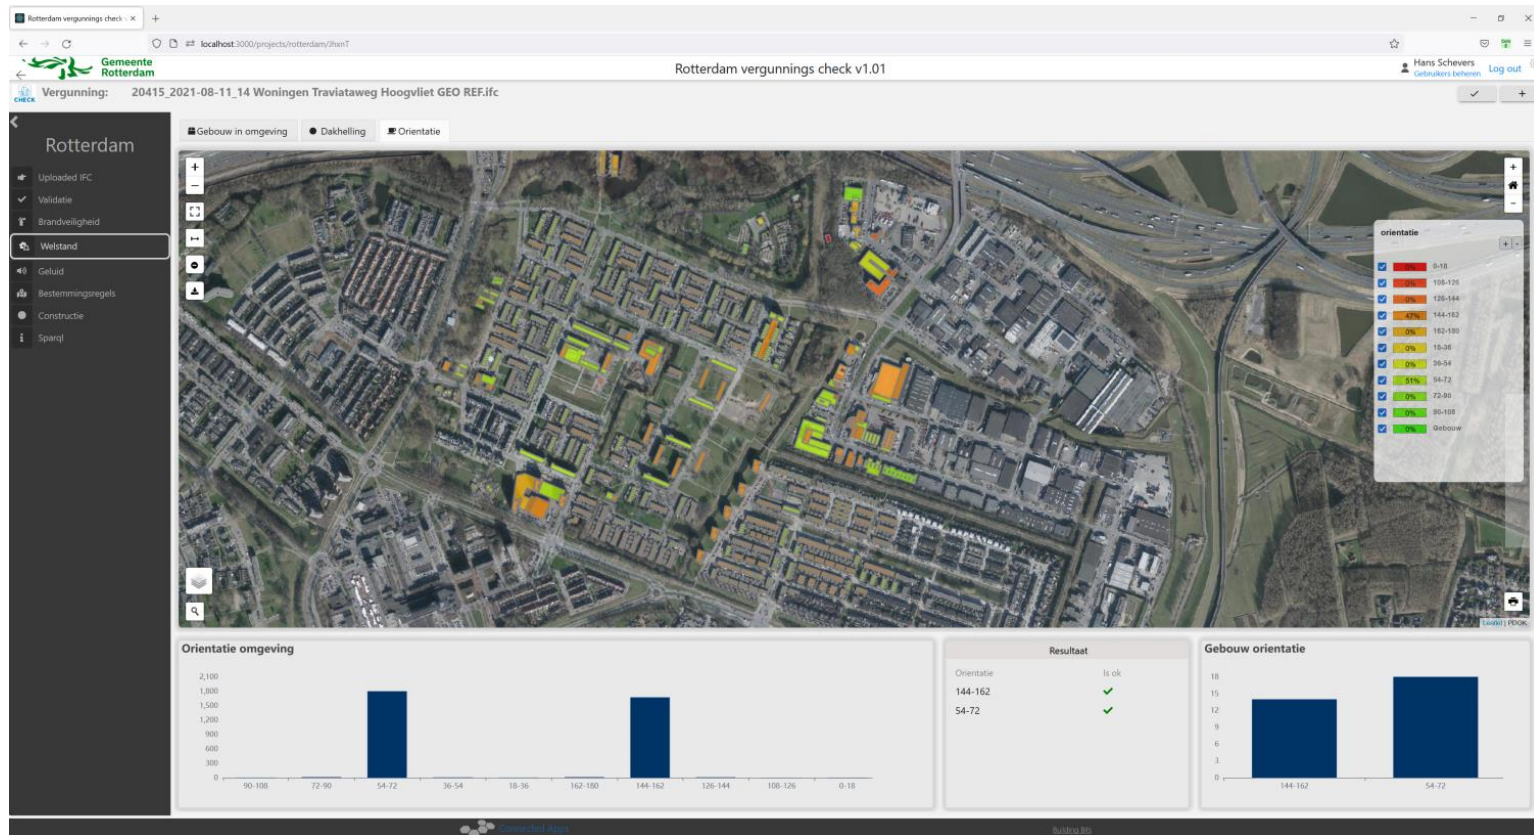 Rotterdam vergunnings check v
localhost:3000/projects/rotterdam/JhxnT
Gemeente
Rotterdam
Rotterdam vergunnings check v1.01
Hans Schevers
Gebruikers beheren
Log out
CHECK
Vergunning: 20415_2021-08-11_14 Woningen Traviataweg Hoogvliet GEO REF.ifc
Rotterdam
Uploaded IFC
Validatie
Brandveiligheid
Welstand
Geluid
Bestemmingsregels
Constructie
Sparql
Gebouw in omgeving
Dakhelling
Orientatie
orientatie
0% 0-18
0% 108-126
0% 126-144
47% 144-162
0% 162-180
0% 18-36
0% 36-54
51% 54-72
0% 72-90
0% 90-108
0% Gebouw
Leaflet | PDOK
Orientatie omgeving
2,100
1,800
1,500
1,200
900
600
300
0
90-108 72-90 54-72 36-54 18-36 162-180 144-162 126-144 108-126 0-18
Resultaat
Orientatie Is ok
144-162
54-72
Gebouw orientatie
18
15
12
9
6
3
0
144-162 54-72
Connected Apps
Building Bits